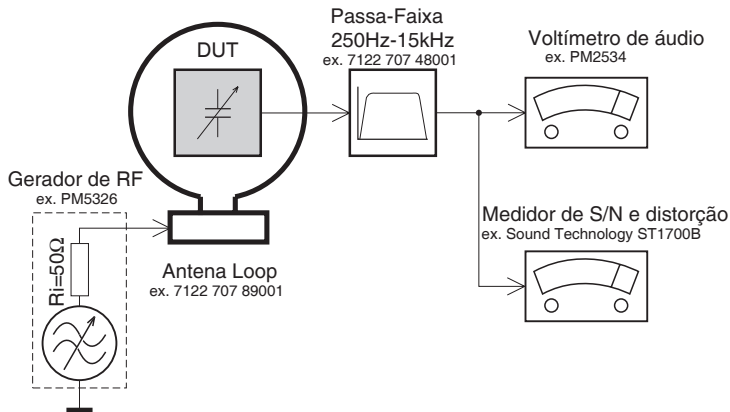 Passa-Faixa
250Hz-15kHz
ex. 7122 707 48001
DUT
Voltímetro de áudio
ex. PM2534
Gerador de RF
ex. PM5326
Ri=50Ω
Antena Loop
ex. 7122 707 89001
Medidor de S/N e distorção
ex. Sound Technology ST1700B